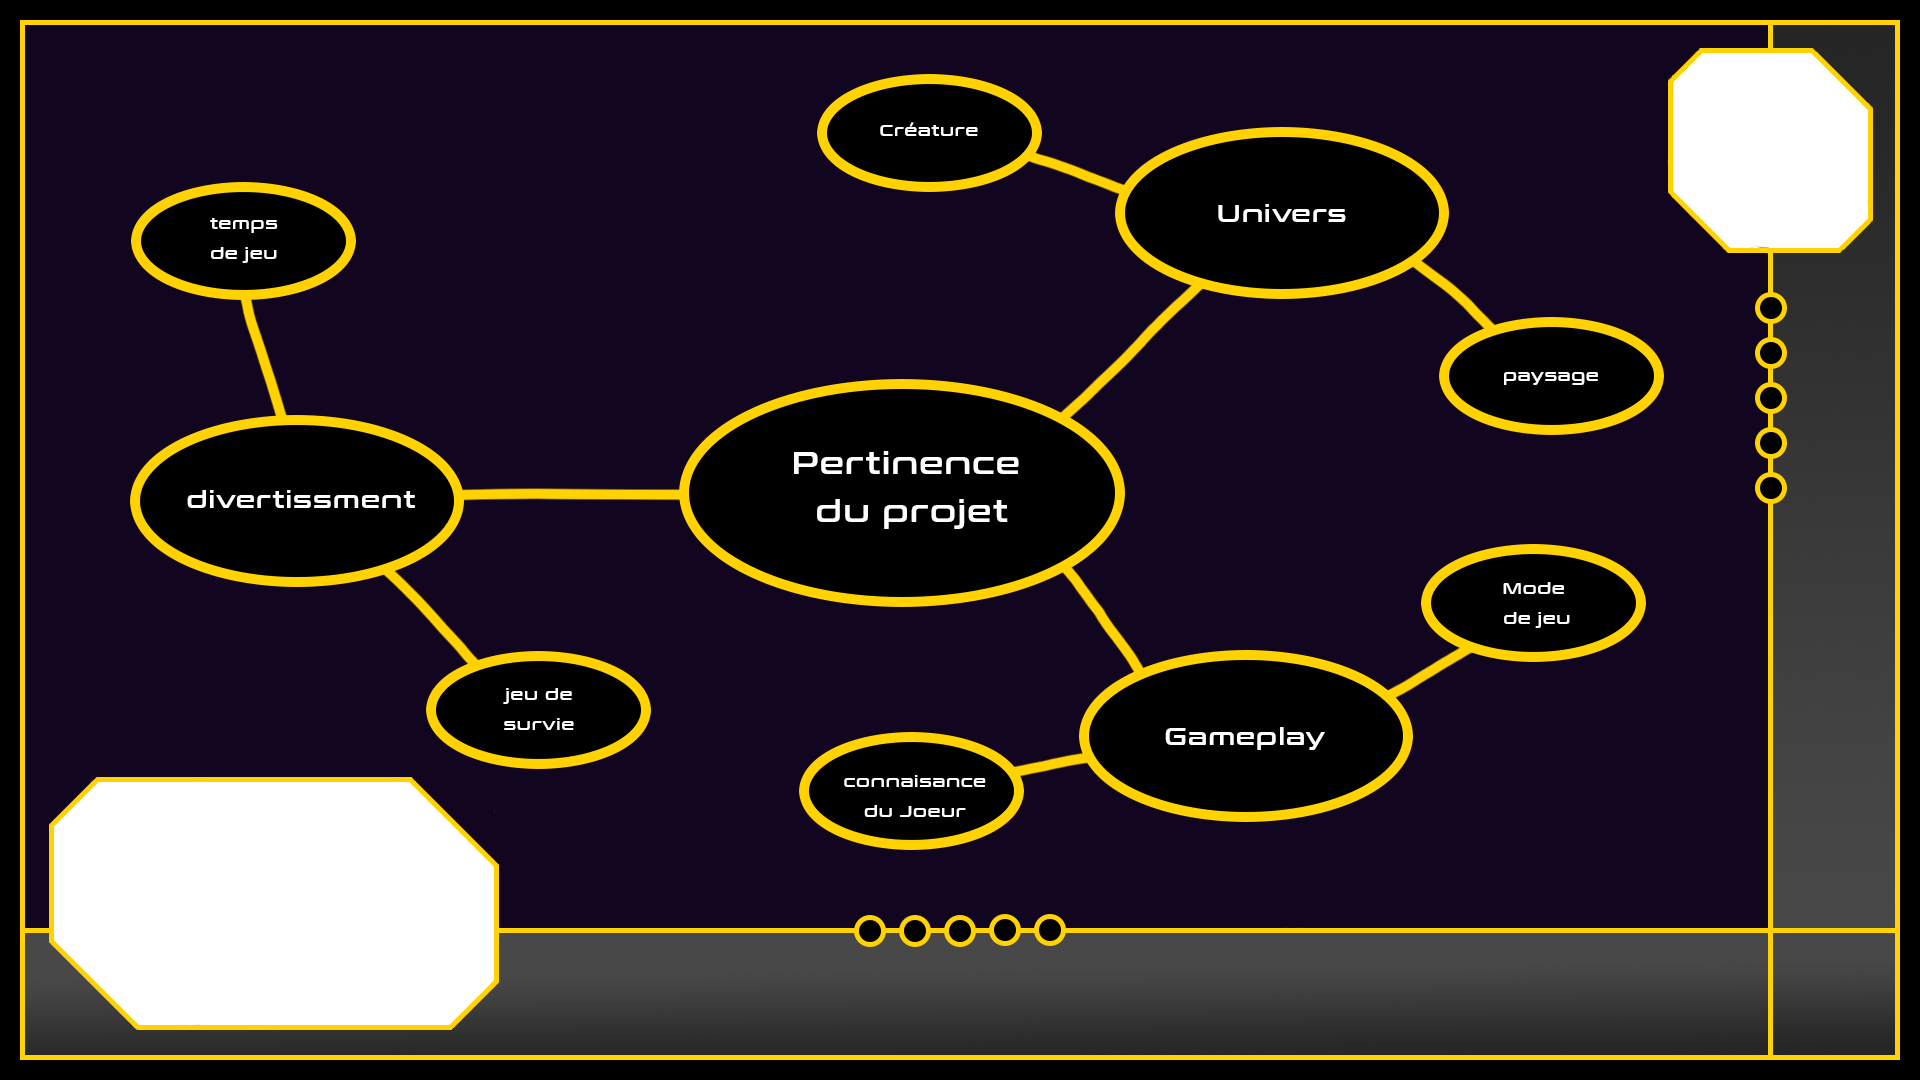 Créature
Univers
temps
de jeu
paysage
Pertinence
du projet
divertissment
Mode
de jeu
jeu de
survie
Gameplay
connaisance
du Joeur